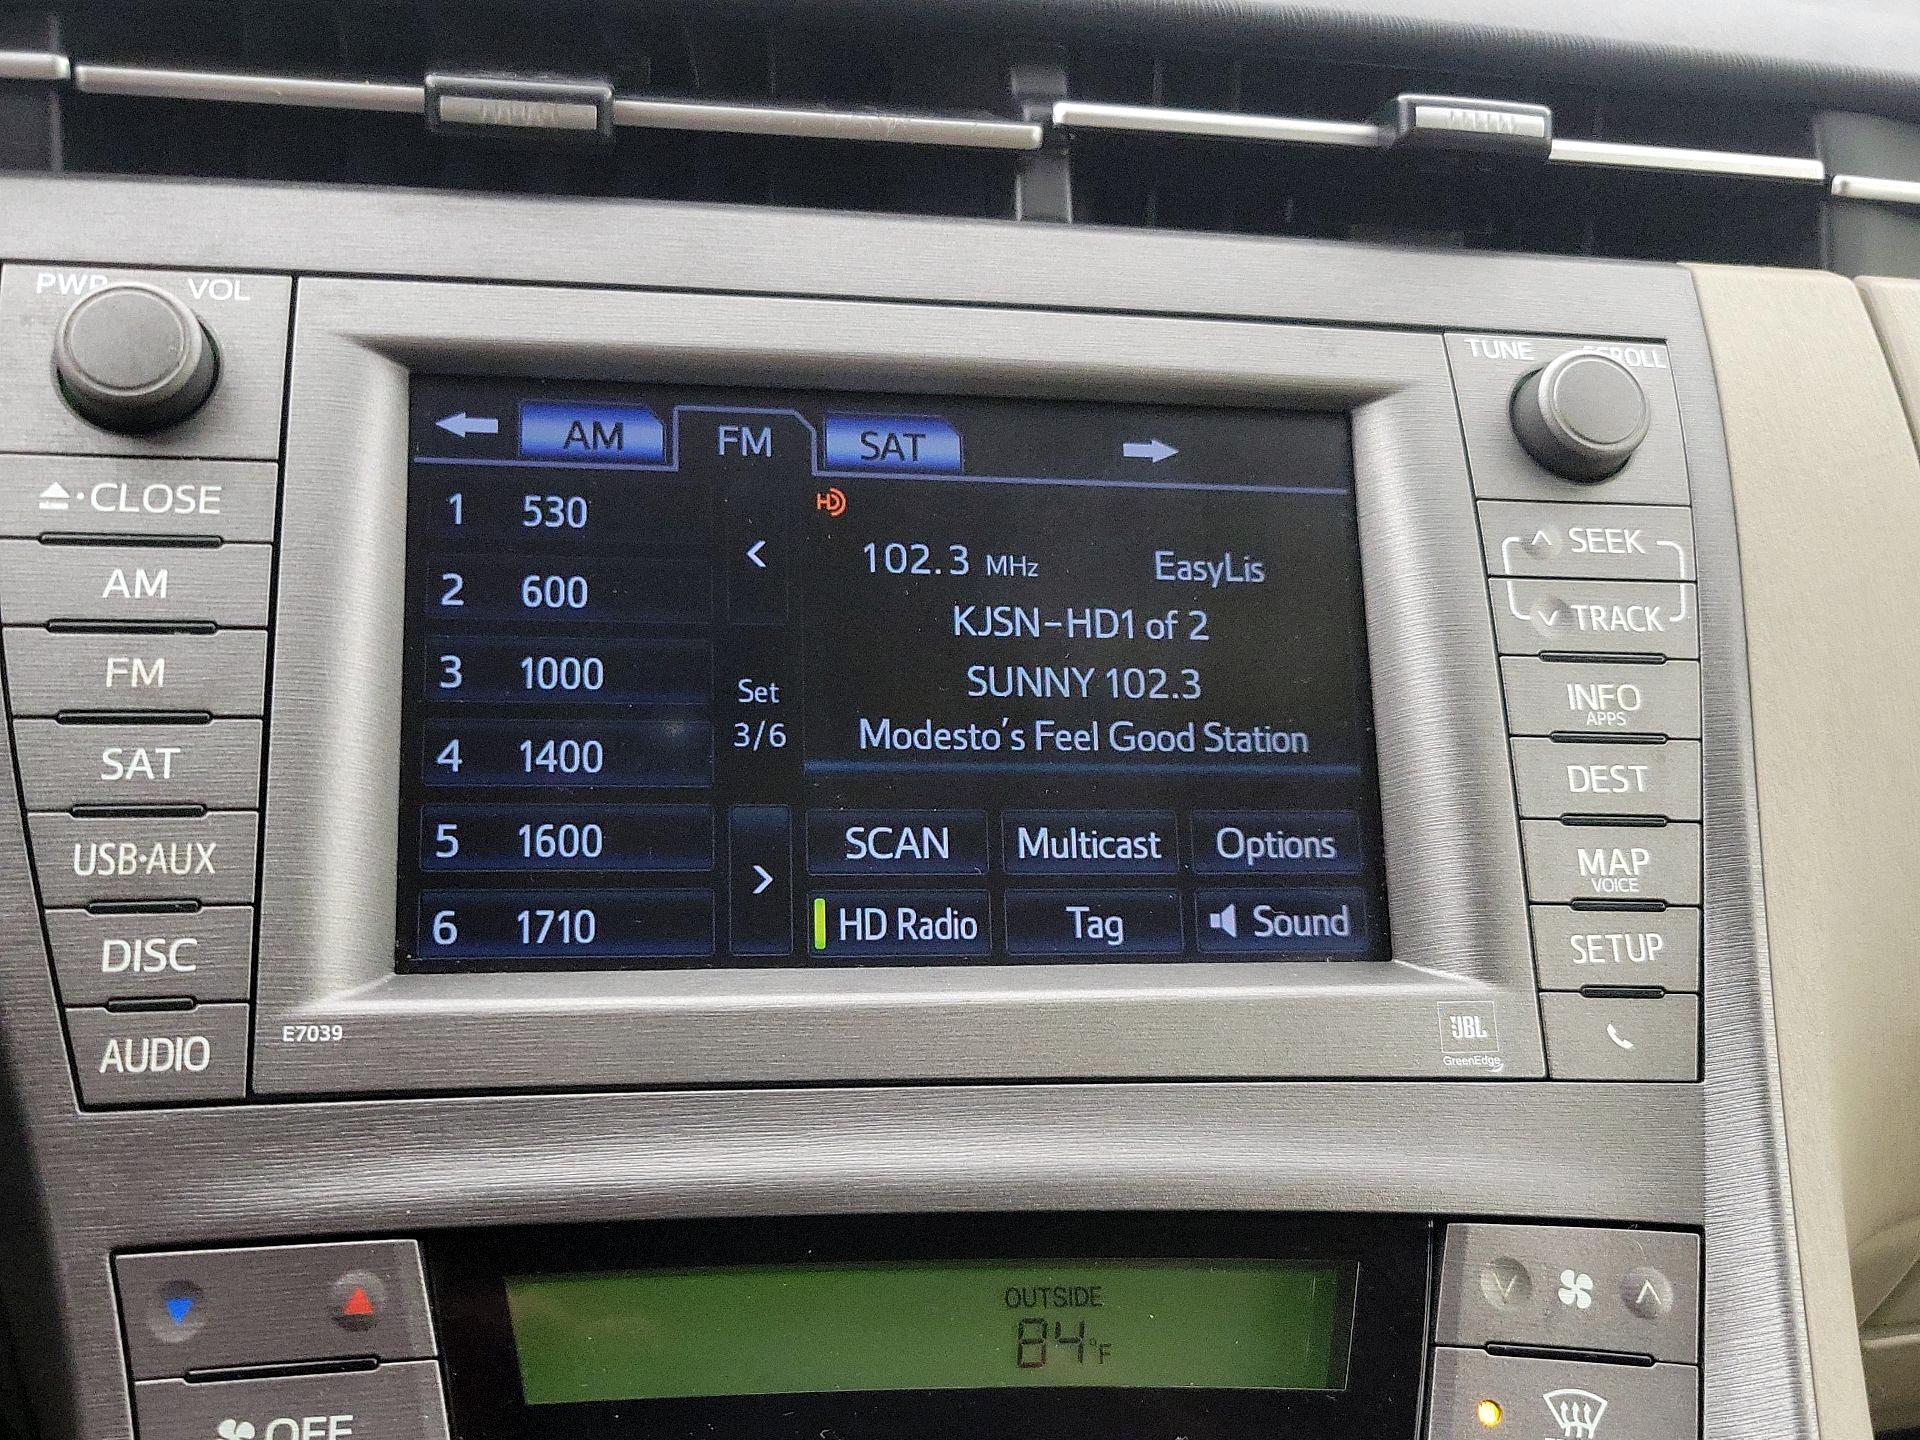 PWR VOL
TUNE SCROLL
⏏·CLOSE
AM
FM
SAT
USB·AUX
DISC
AUDIO
AM FM SAT
1 530
2 600
3 1000
4 1400
5 1600
6 1710
<
Set
3/6
>
HD
102.3 MHz EasyLis
KJSN-HD1 of 2
SUNNY 102.3
Modesto's Feel Good Station
SCAN Multicast Options
HD Radio Tag Sound
SEEK
TRACK
INFO
APPS
DEST
MAP
VOICE
SETUP
E7039
JBL
GreenEdge
OUTSIDE
84°F
OFF